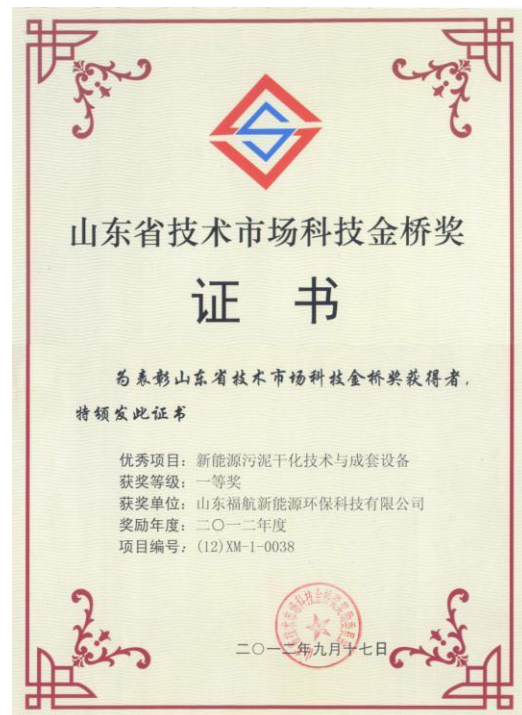 山东省技术市场科技金桥奖
证 书
为表彰山东省技术市场科技金桥奖获得者,
特颁发此证书
优秀项目: 新能源污泥干化技术与成套设备
获奖等级: 一等奖
获奖单位: 山东福航新能源环保科技有限公司
奖励年度: 二〇一二年度
项目编号: (12)XM-1-0038
二〇一二年九月十七日